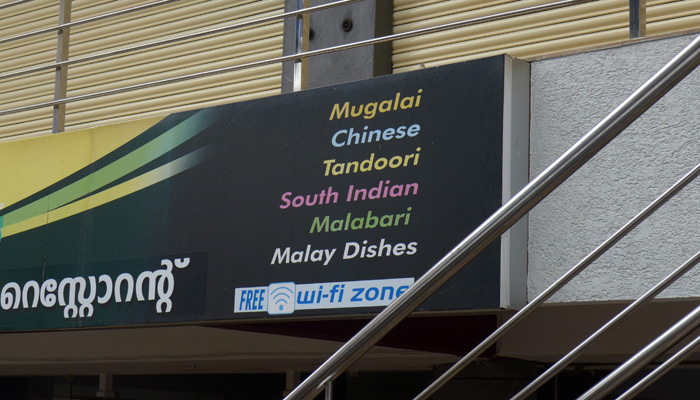 Mugalai
Chinese
Tandoori
South Indian
Malabari
Malay Dishes
റെസ്റ്റോറന്റ്
FREE wi-fi zone